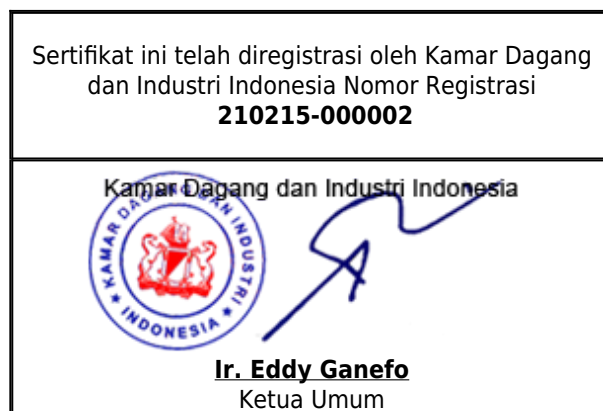 Sertifikat ini telah diregistrasi oleh Kamar Dagang
dan Industri Indonesia Nomor Registrasi
210215-000002
Kamar Dagang dan Industri Indonesia
KAMAR DAGANG DAN INDUSTRI
INDONESIA
Ir. Eddy Ganefo
Ketua Umum